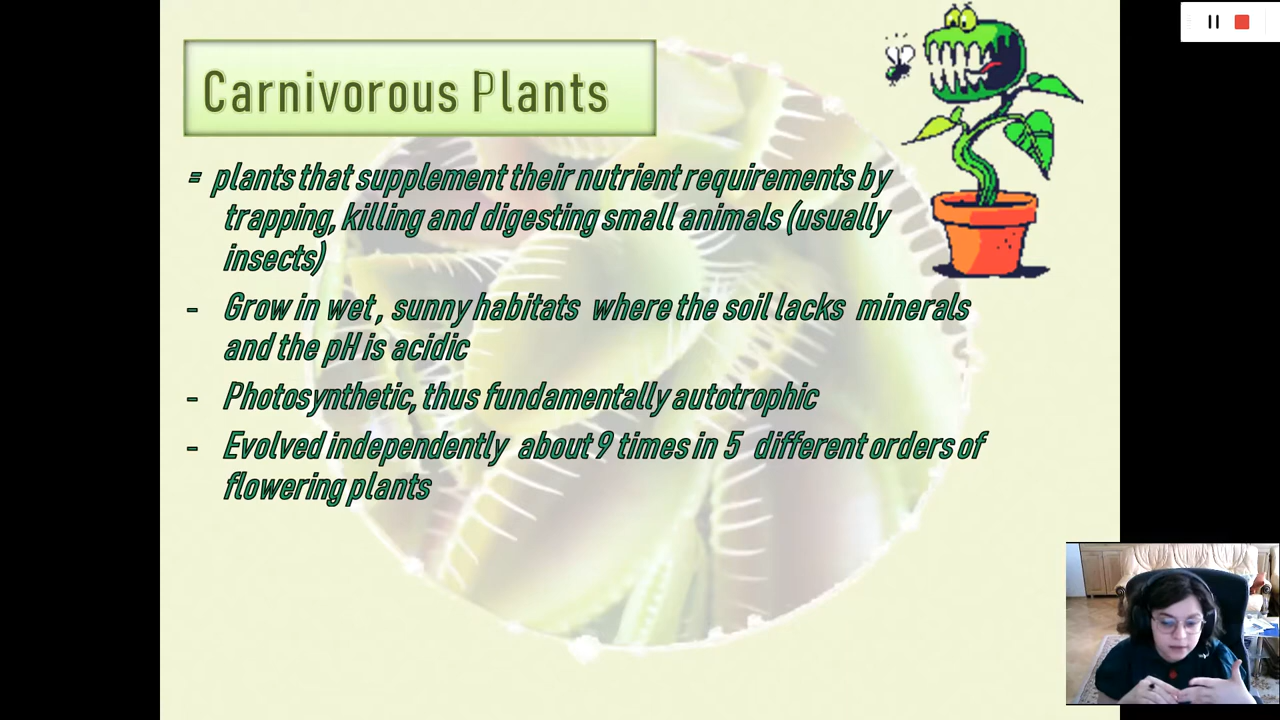 Carnivorous Plants
= plants that supplement their nutrient requirements by
trapping, killing and digesting small animals (usually
insects)
- Grow in wet , sunny habitats where the soil lacks minerals
and the pH is acidic
- Photosynthetic, thus fundamentally autotrophic
- Evolved independently about 9 times in 5 different orders of
flowering plants